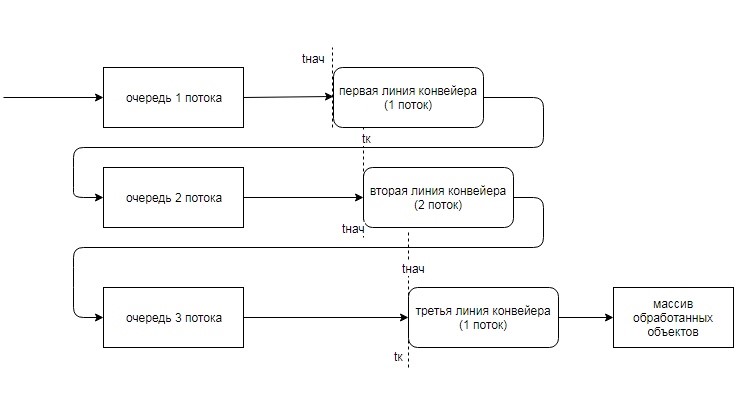 tнач
очередь 1 потока
первая линия конвейера
(1 поток)
tк
очередь 2 потока
вторая линия конвейера
(2 поток)
tнач
tнач
очередь 3 потока
третья линия конвейера
(1 поток)
массив
обработанных
объектов
tк